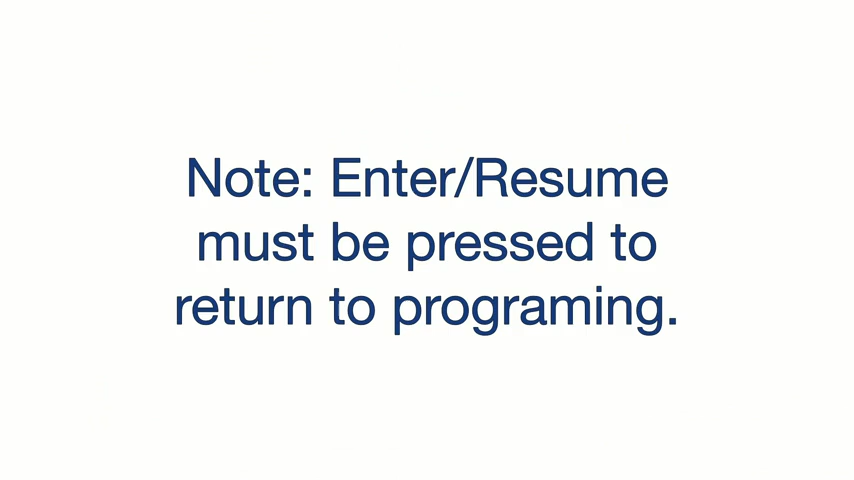 Note: Enter/Resume
must be pressed to
return to programing.